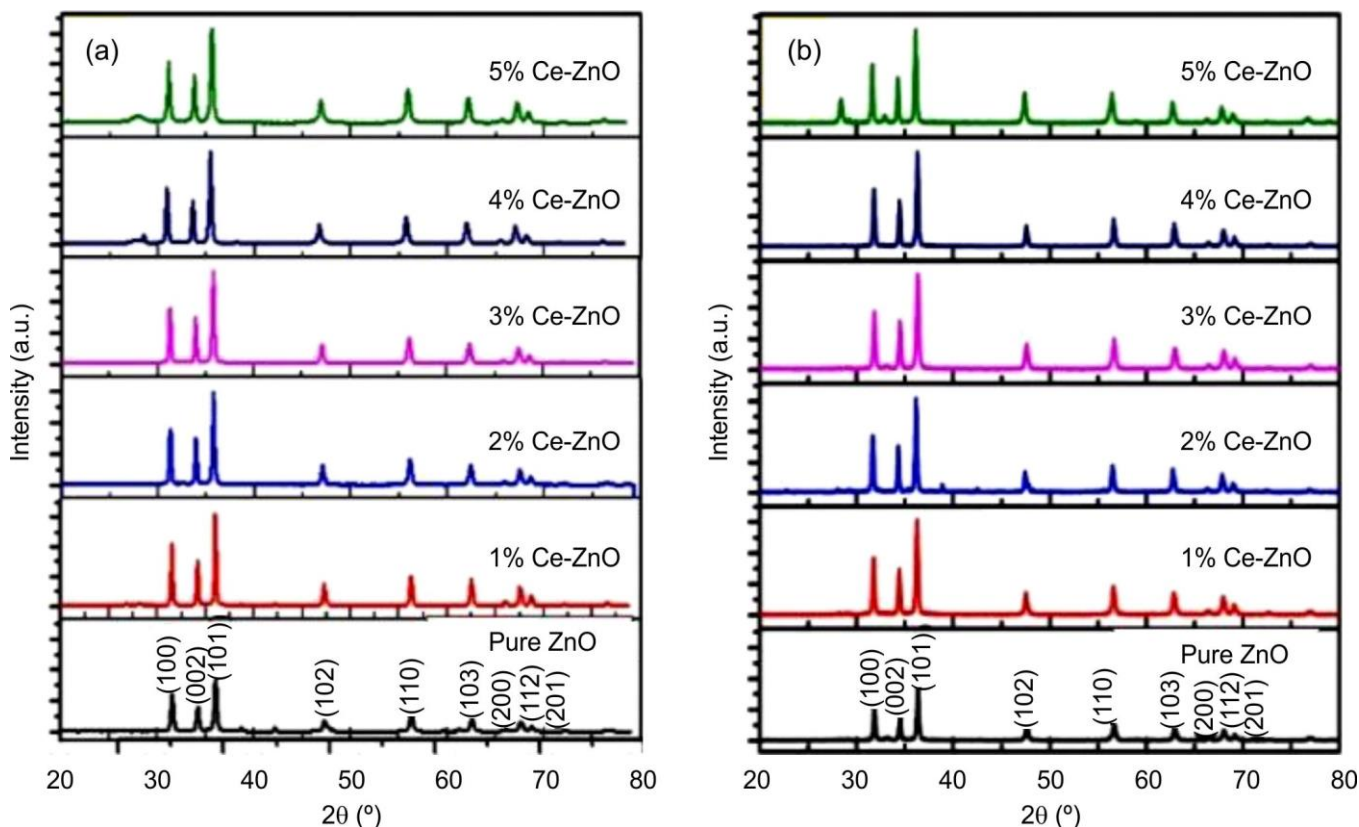 (a)
5% Ce-ZnO
4% Ce-ZnO
3% Ce-ZnO
2% Ce-ZnO
1% Ce-ZnO
Pure ZnO
(100)
(002)
(101)
(102)
(110)
(103)
(200)
(112)
(201)
Intensity (a.u.)
20 30 40 50 60 70 80
2θ (º)
(b)
5% Ce-ZnO
4% Ce-ZnO
3% Ce-ZnO
2% Ce-ZnO
1% Ce-ZnO
Pure ZnO
(100)
(002)
(101)
(102)
(110)
(103)
(200)
(112)
(201)
Intensity (a.u.)
20 30 40 50 60 70 80
2θ (º)